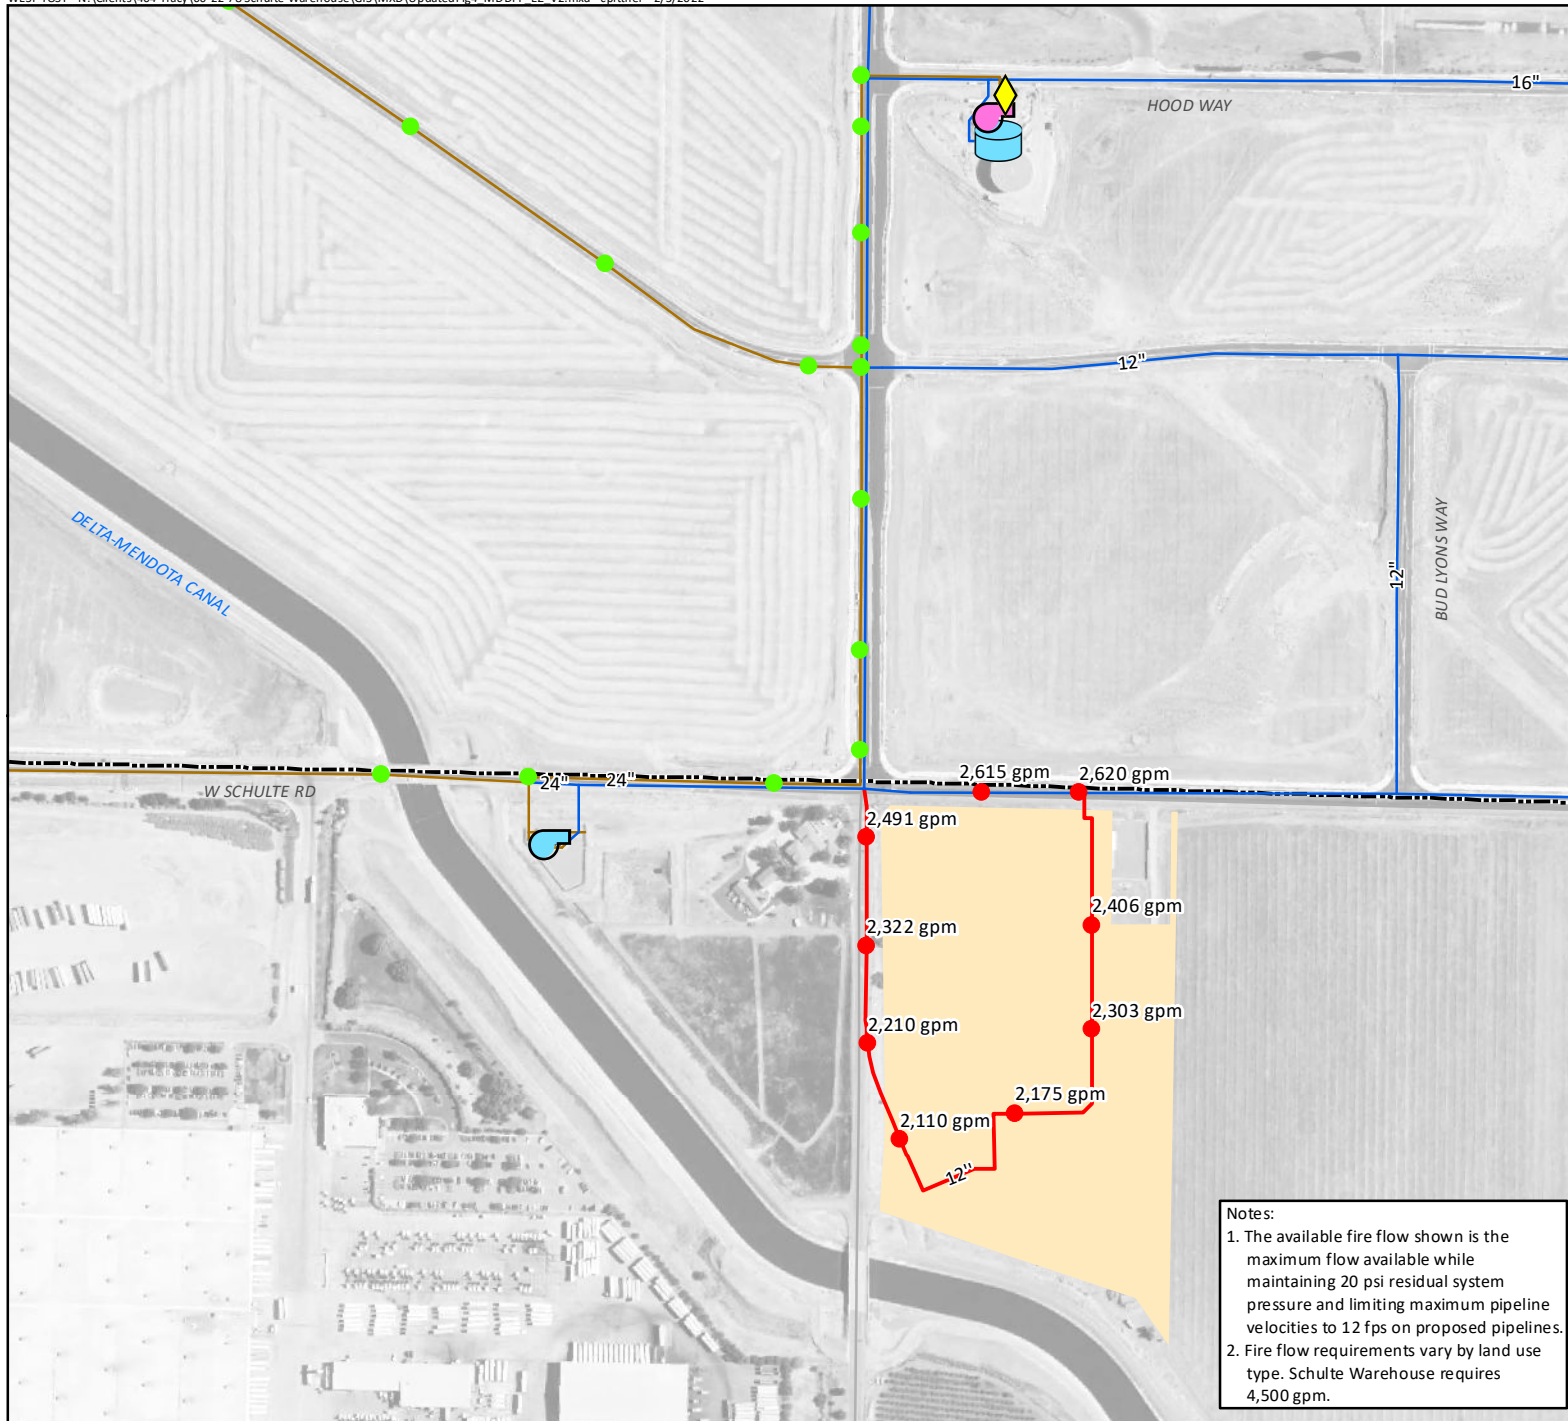 16"
HOOD WAY
12"
DELTA-MENDOTA CANAL
12"
BUD LYONS WAY
W SCHULTE RD
24"
24"
2,615 gpm
2,620 gpm
2,491 gpm
2,406 gpm
2,322 gpm
2,303 gpm
2,210 gpm
2,175 gpm
2,110 gpm
12"
Notes:
1. The available fire flow shown is the
maximum flow available while
maintaining 20 psi residual system
pressure and limiting maximum pipeline
velocities to 12 fps on proposed pipelines.
2. Fire flow requirements vary by land use
type. Schulte Warehouse requires
4,500 gpm.